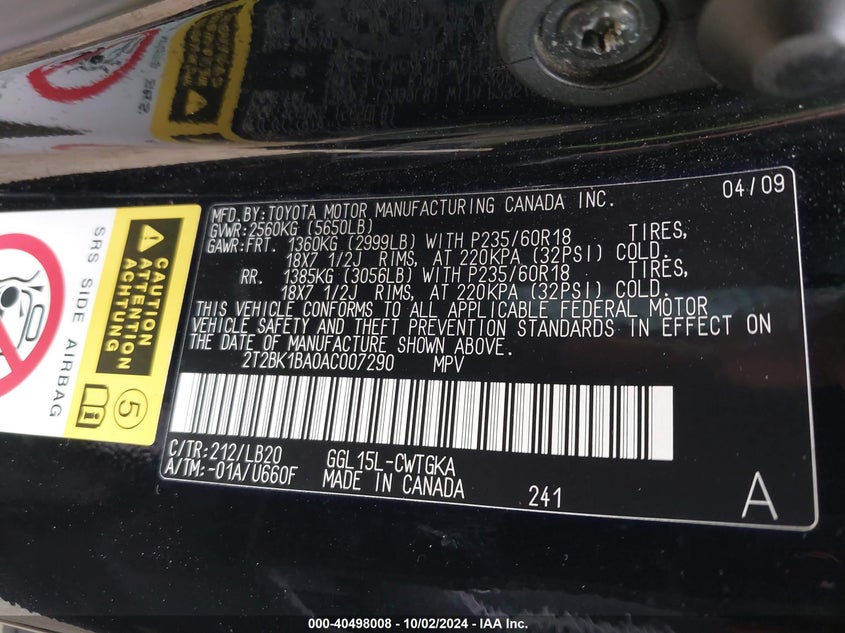 04/09
MFD.BY:TOYOTA MOTOR MANUFACTURING CANADA INC.
GVWR:2560KG (5650LB)
GAWR:FRT. 1360KG (2999LB) WITH P235/60R18 TIRES,
18X7 1/2J RIMS, AT 220KPA (32PSI) COLD.
RR. 1385KG (3056LB) WITH P235/60R18 TIRES,
18X7 1/2J RIMS, AT 220KPA (32PSI) COLD.
THIS VEHICLE CONFORMS TO ALL APPLICABLE FEDERAL MOTOR
VEHICLE SAFETY AND THEFT PREVENTION STANDARDS IN EFFECT ON
THE DATE OF MANUFACTURE SHOWN ABOVE.
2T2BK1BA0AC007290 MPV
C/TR:212/LB20 GGL15L-CWTGKA
A/TM:-01A/U660F MADE IN CANADA 241
A
SRS SIDE AIRBAG
CAUTION
ATTENTION
ACHTUNG
5
i
000-40498008 - 10/02/2024 - IAA Inc.